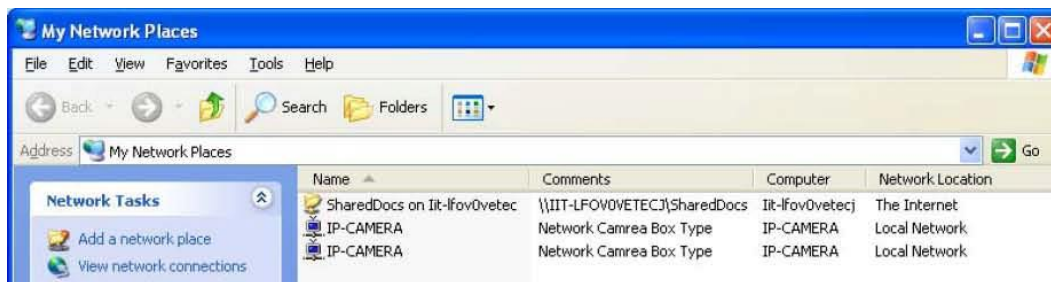 My Network Places
File Edit View Favorites Tools Help
Back Search Folders
Address My Network Places Go
Name Comments Computer Network Location
Network Tasks
SharedDocs on Iit-lfov0vetec \\IIT-LFOV0VETECJ\SharedDocs Iit-lfov0vetecj The Internet
IP-CAMERA Network Camrea Box Type IP-CAMERA Local Network
Add a network place
IP-CAMERA Network Camrea Box Type IP-CAMERA Local Network
View network connections